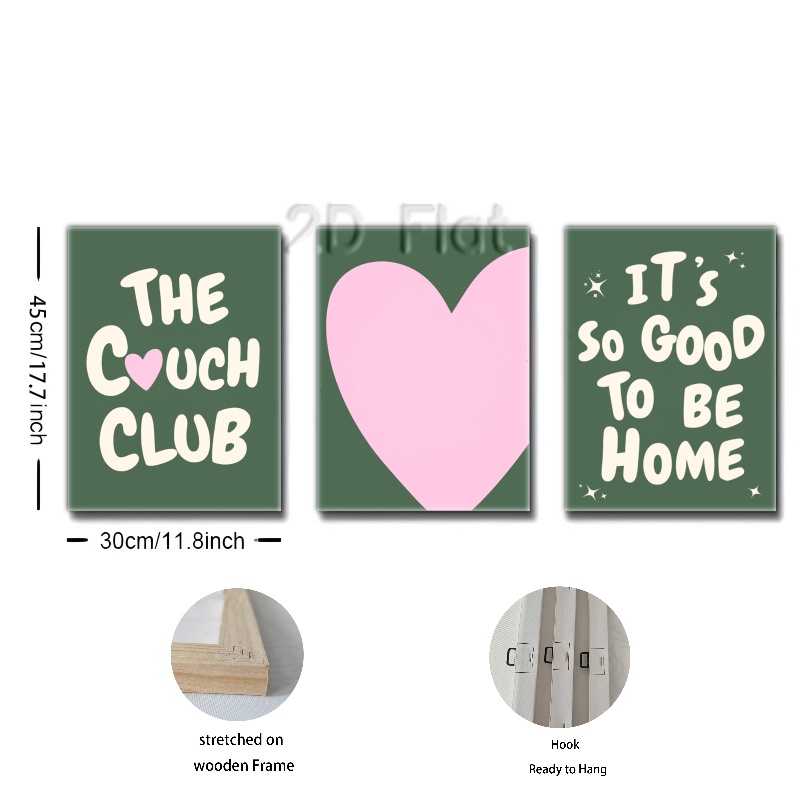 2D Flat
THE
COUCH
CLUB
IT's
SO GOOD
TO BE
HOME
45cm/17.7inch
30cm/11.8inch
stretched on
wooden Frame
Hook
Ready to Hang